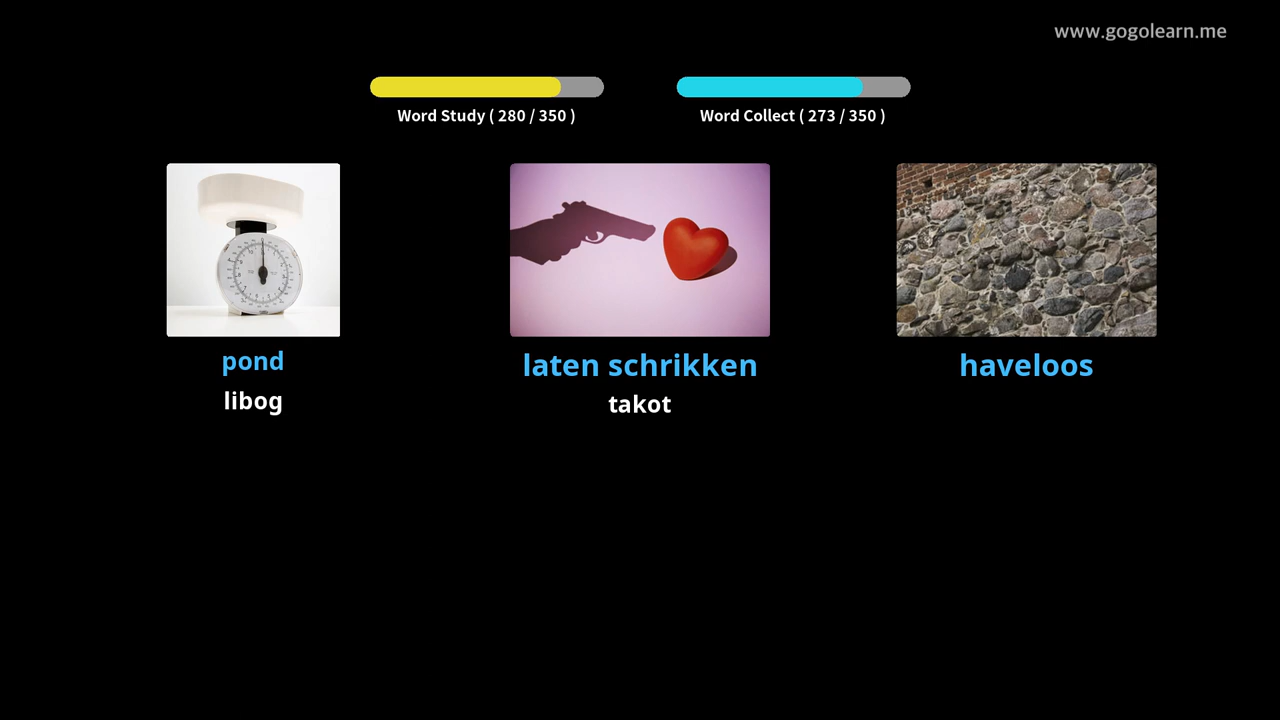 www.gogolearn.me
Word Study ( 280 / 350 )
Word Collect ( 273 / 350 )
pond
laten schrikken
haveloos
libog
takot